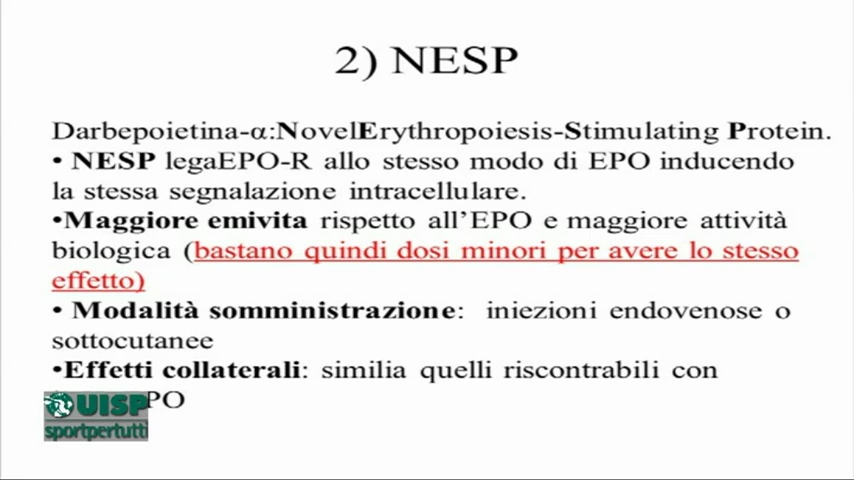 2) NESP
Darbepoietina-α:NovelErythropoiesis-Stimulating Protein.
• NESP legaEPO-R allo stesso modo di EPO inducendo
la stessa segnalazione intracellulare.
•Maggiore emivita rispetto all’EPO e maggiore attività
biologica (bastano quindi dosi minori per avere lo stesso
effetto)
• Modalità somministrazione: iniezioni endovenose o
sottocutanee
•Effetti collaterali: similia quelli riscontrabili con
PO
UISP
sportpertutti